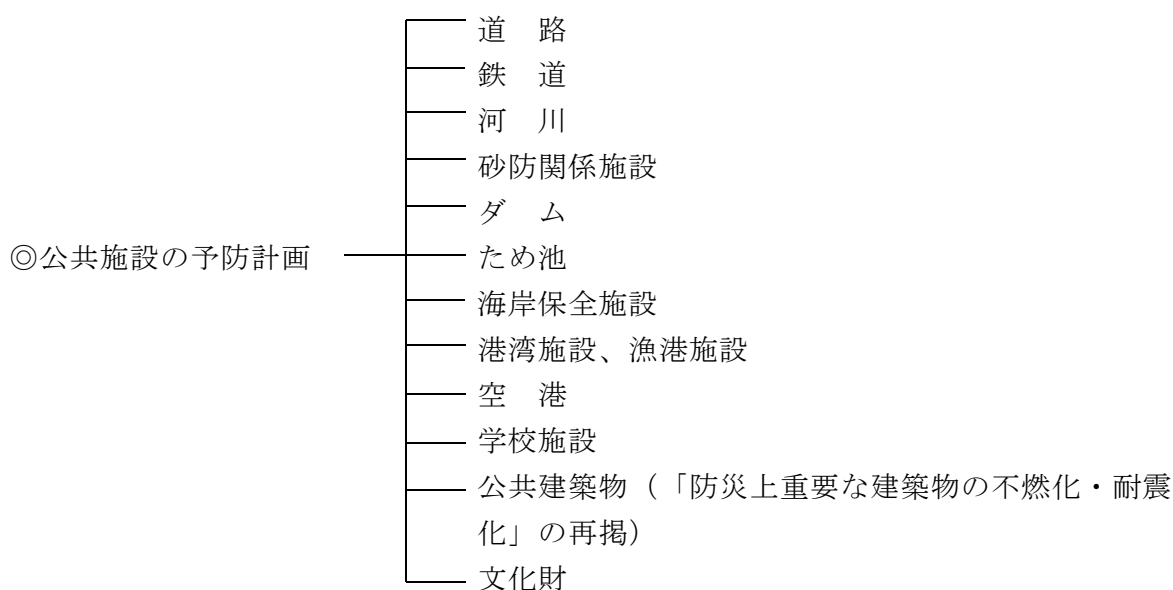 道　路
鉄　道
河　川
砂防関係施設
ダ　ム
◎公共施設の予防計画
ため池
海岸保全施設
港湾施設、漁港施設
空　港
学校施設
公共建築物（「防災上重要な建築物の不燃化・耐震
化」の再掲）
文化財